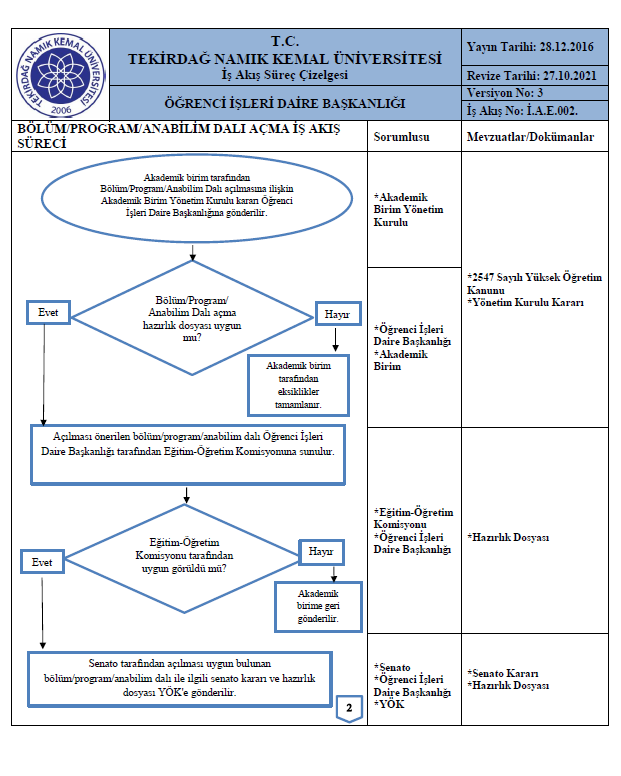 T.C.
TEKİRDAĞ NAMIK KEMAL ÜNİVERSİTESİ
İş Akış Süreç Çizelgesi
ÖĞRENCİ İŞLERİ DAİRE BAŞKANLIĞI
Yayın Tarihi: 28.12.2016
Revize Tarihi: 27.10.2021
Versiyon No: 3
İş Akış No: İ.A.E.002.
TEKİRDAĞ NAMIK KEMAL ÜNİVERSİTESİ
2006
BÖLÜM/PROGRAM/ANABİLİM DALI AÇMA İŞ AKIŞ
SÜRECİ
Sorumlusu
Mevzuatlar/Dokümanlar
Akademik birim tarafından
Bölüm/Program/Anabilim Dalı açılmasına ilişkin
Akademik Birim Yönetim Kurulu kararı Öğrenci
İşleri Daire Başkanlığına gönderilir.
*Akademik
Birim Yönetim
Kurulu
*2547 Sayılı Yüksek Öğretim
Kanunu
*Yönetim Kurulu Kararı
Bölüm/Program/
Anabilim Dalı açma
hazırlık dosyası uygun
mu?
Evet
Hayır
*Öğrenci İşleri
Daire Başkanlığı
*Akademik
Birim
Akademik birim
tarafından
eksiklikler
tamamlanır.
Açılması önerilen bölüm/program/anabilim dalı Öğrenci İşleri
Daire Başkanlığı tarafından Eğitim-Öğretim Komisyonuna sunulur.
Eğitim-Öğretim
Komisyonu tarafından
uygun görüldü mü?
Evet
Hayır
*Eğitim-Öğretim
Komisyonu
*Öğrenci İşleri
Daire Başkanlığı
*Hazırlık Dosyası
Akademik
birime geri
gönderilir.
Senato tarafından açılması uygun bulunan
bölüm/program/anabilim dalı ile ilgili senato kararı ve hazırlık
dosyası YÖK'e gönderilir.
2
*Senato
*Öğrenci İşleri
Daire Başkanlığı
*YÖK
*Senato Kararı
*Hazırlık Dosyası